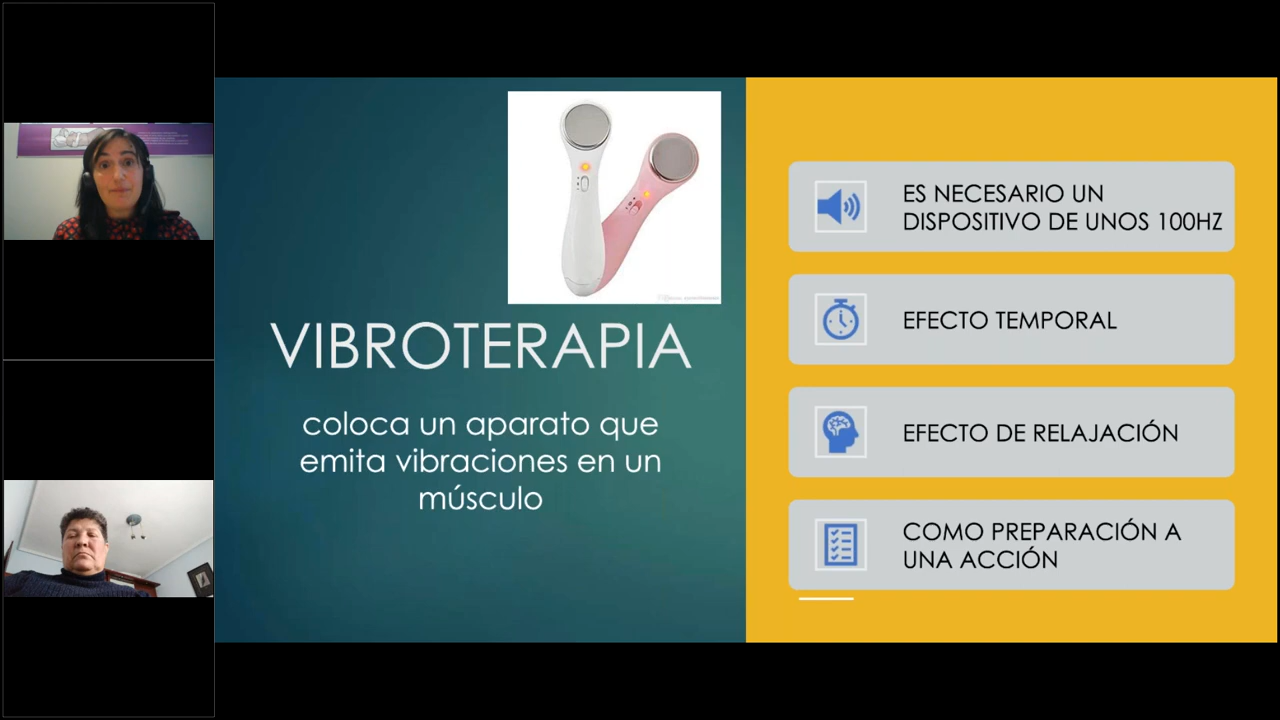 VIBROTERAPIA
coloca un aparato que
emita vibraciones en un
músculo
ES NECESARIO UN
DISPOSITIVO DE UNOS 100HZ
EFECTO TEMPORAL
EFECTO DE RELAJACIÓN
COMO PREPARACIÓN A
UNA ACCIÓN